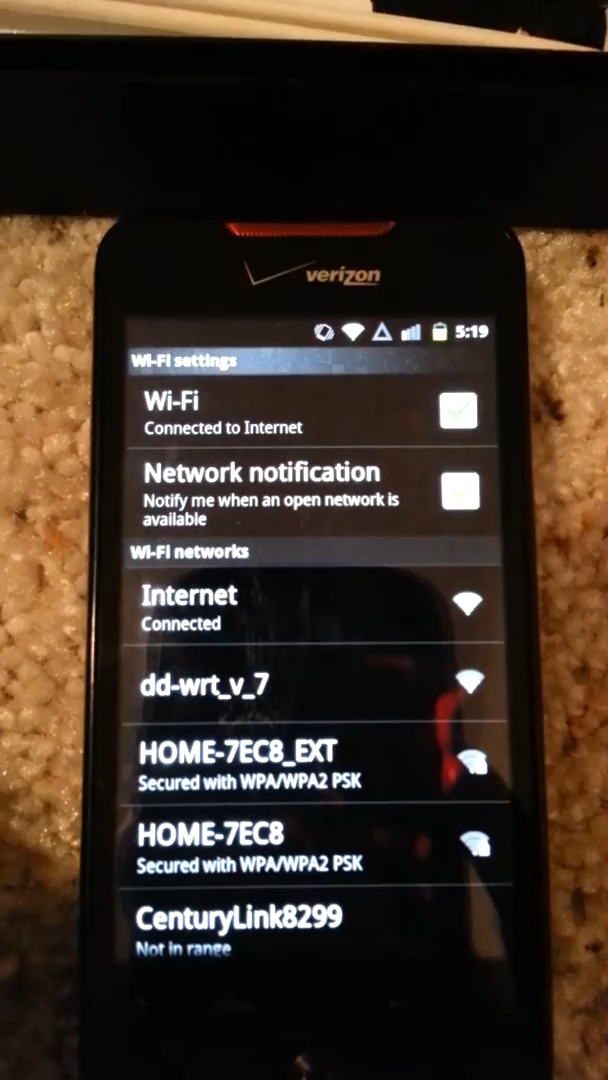 verizon
5:19
Wi-Fi settings
Wi-Fi
Connected to Internet
Network notification
Notify me when an open network is
available
Wi-Fi networks
Internet
Connected
dd-wrt_v_7
HOME-7EC8_EXT
Secured with WPA/WPA2 PSK
HOME-7EC8
Secured with WPA/WPA2 PSK
CenturyLink8299
Not in range